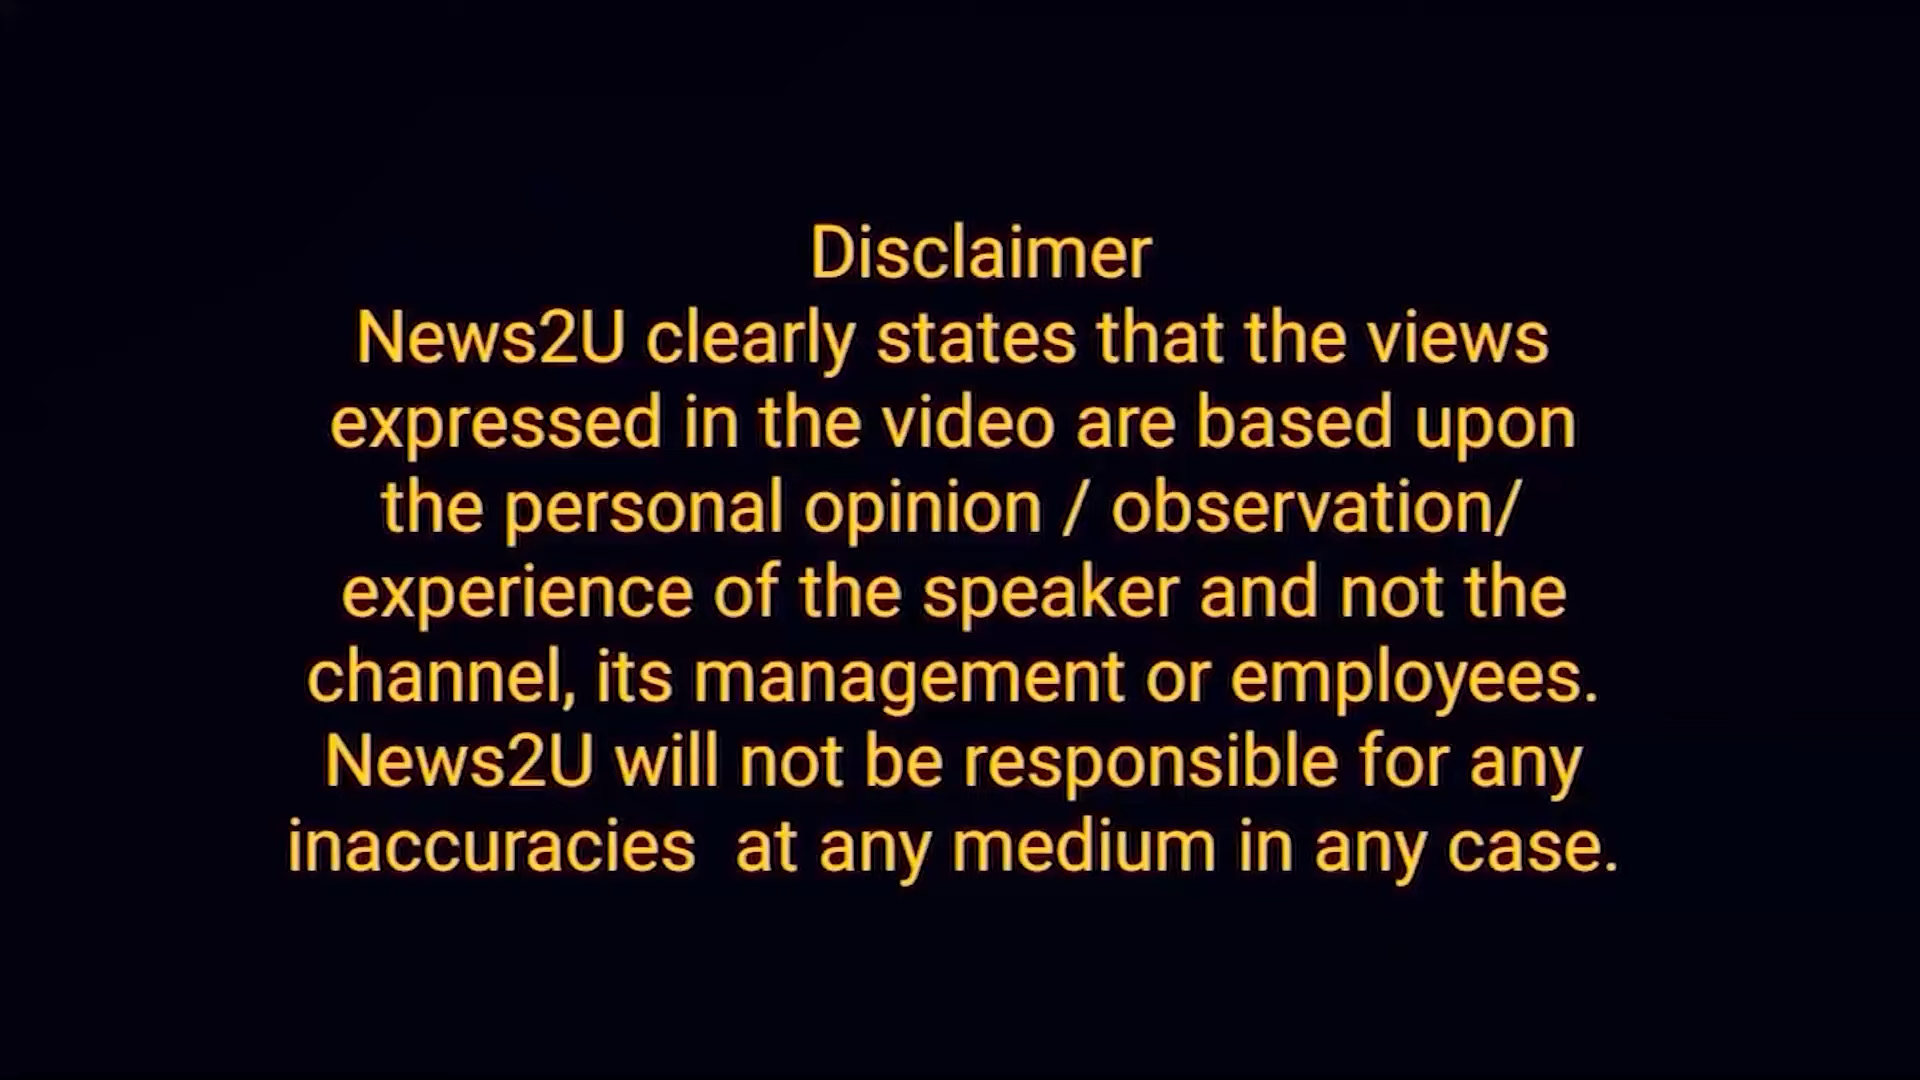 Disclaimer
News2U clearly states that the views
expressed in the video are based upon
the personal opinion / observation/
experience of the speaker and not the
channel, its management or employees.
News2U will not be responsible for any
inaccuracies  at any medium in any case.